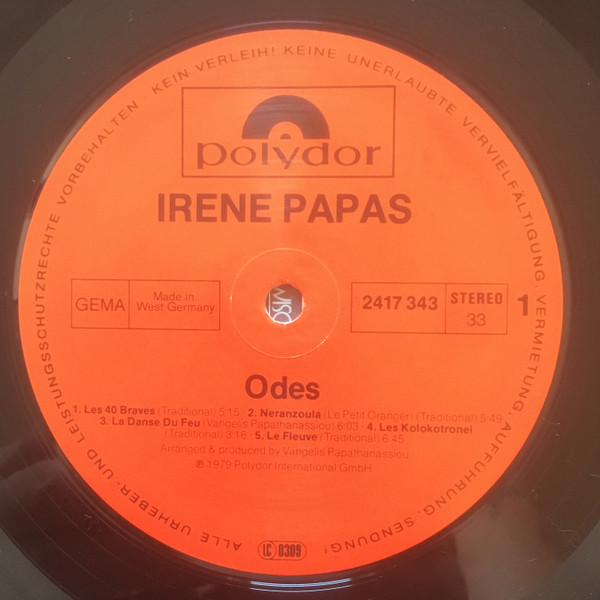 ALLE URHEBER- UND LEISTUNGSSCHUTZRECHTE VORBEHALTEN · KEIN VERLEIH! KEINE UNERLAUBTE VERVIELFÄLTIGUNG, VERMIETUNG, AUFFÜHRUNG, SENDUNG!
polydor
IRENE PAPAS
GEMA
Made in
West Germany
2417 343
STEREO
33
1
Odes
1. Les 40 Braves (Traditional) 5:15 · 2. Neranzoula (Le Petit Oranger) (Traditional) 5:49
3. La Danse Du Feu (Vangelis Papathanassiou) 6:03 · 4. Les Kolokotronei
(Traditional) 3:16 · 5. Le Fleuve (Traditional) 6:45
Arranged & produced by Vangelis Papathanassiou
℗ 1979 Polydor International GmbH
LC 0309